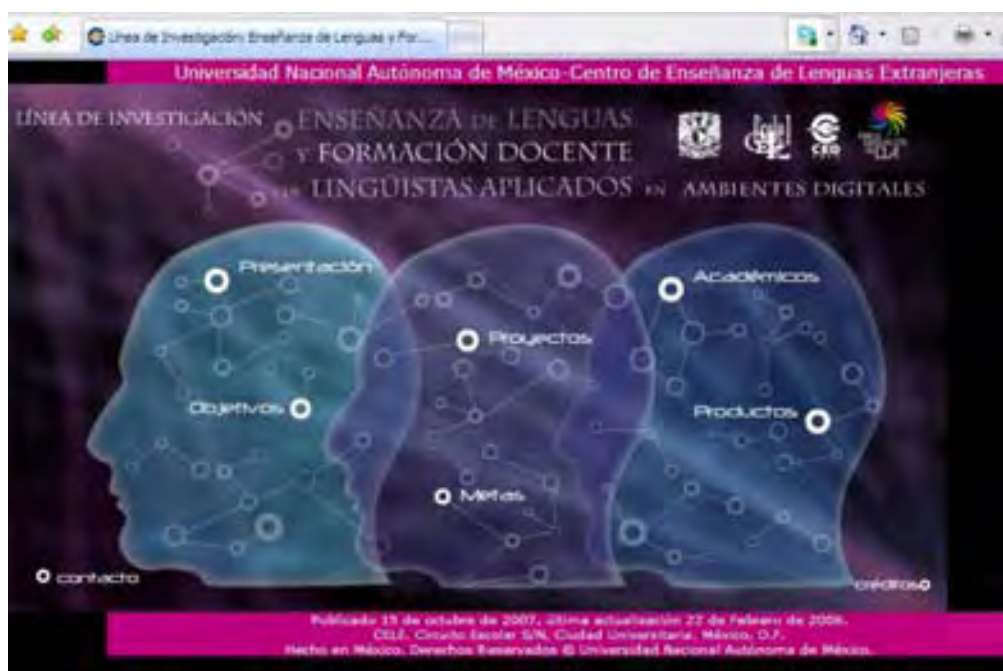 Línea de Investigación: Enseñanza de Lenguas y For....
Universidad Nacional Autónoma de México-Centro de Enseñanza de Lenguas Extranjeras
LÍNEA DE INVESTIGACIÓN
ENSEÑANZA DE LENGUAS
Y FORMACIÓN DOCENTE
LINGÜISTAS APLICADOS EN AMBIENTES DIGITALES
Presentación
Académicos
Proyectos
Objetivos
Productos
Metas
contacto
créditos
Publicado 15 de octubre de 2007, última actualización 22 de Febrero de 2008.
CELE. Circuito Escolar S/N, Ciudad Universitaria. México, D.F.
Hecho en México. Derechos Reservados © Universidad Nacional Autónoma de México.